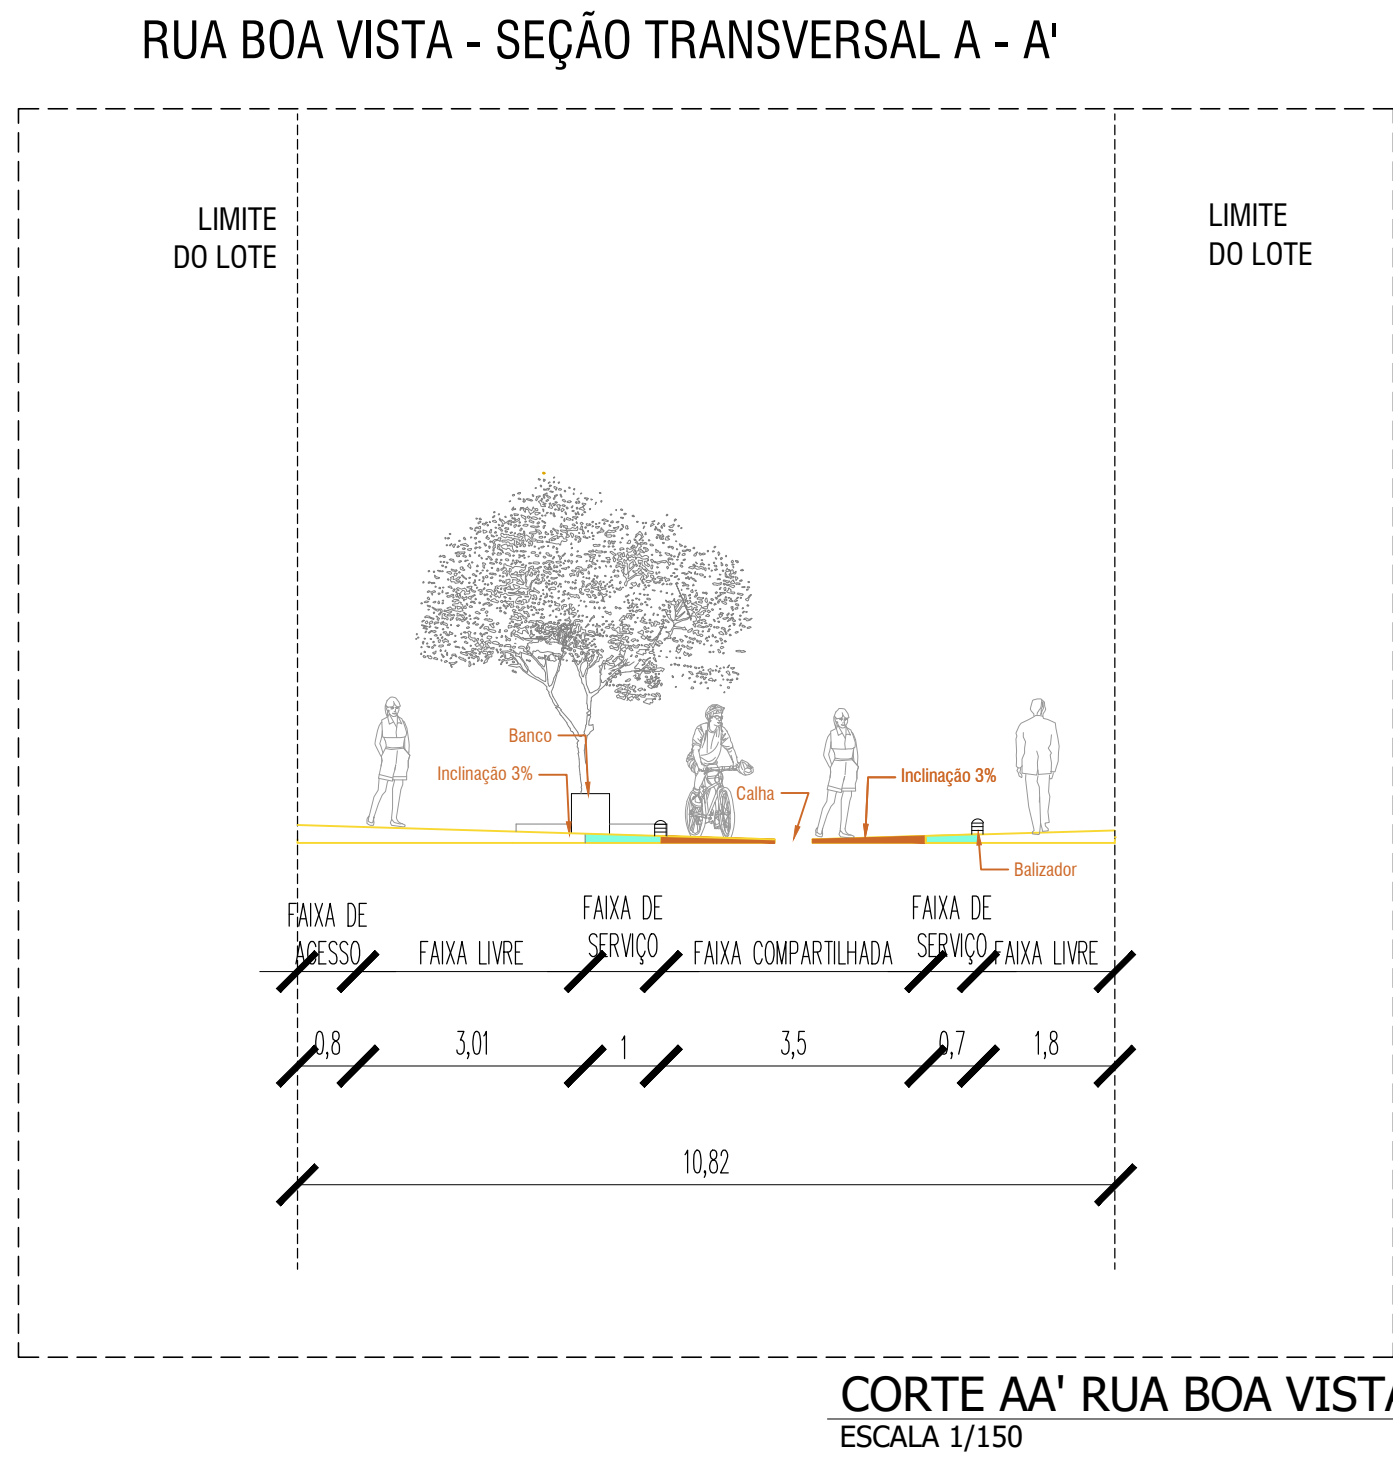 RUA BOA VISTA - SEÇÃO TRANSVERSAL A - A'
LIMITE
DO LOTE
LIMITE
DO LOTE
Banco
Inclinação 3%
Calha
Inclinação 3%
Balizador
FAIXA DE
ACESSO
FAIXA LIVRE
FAIXA DE
SERVIÇO
FAIXA COMPARTILHADA
FAIXA DE
SERVIÇO
FAIXA LIVRE
0,8
3,01
1
3,5
0,7
1,8
10,82
CORTE AA' RUA BOA VISTA
ESCALA 1/150